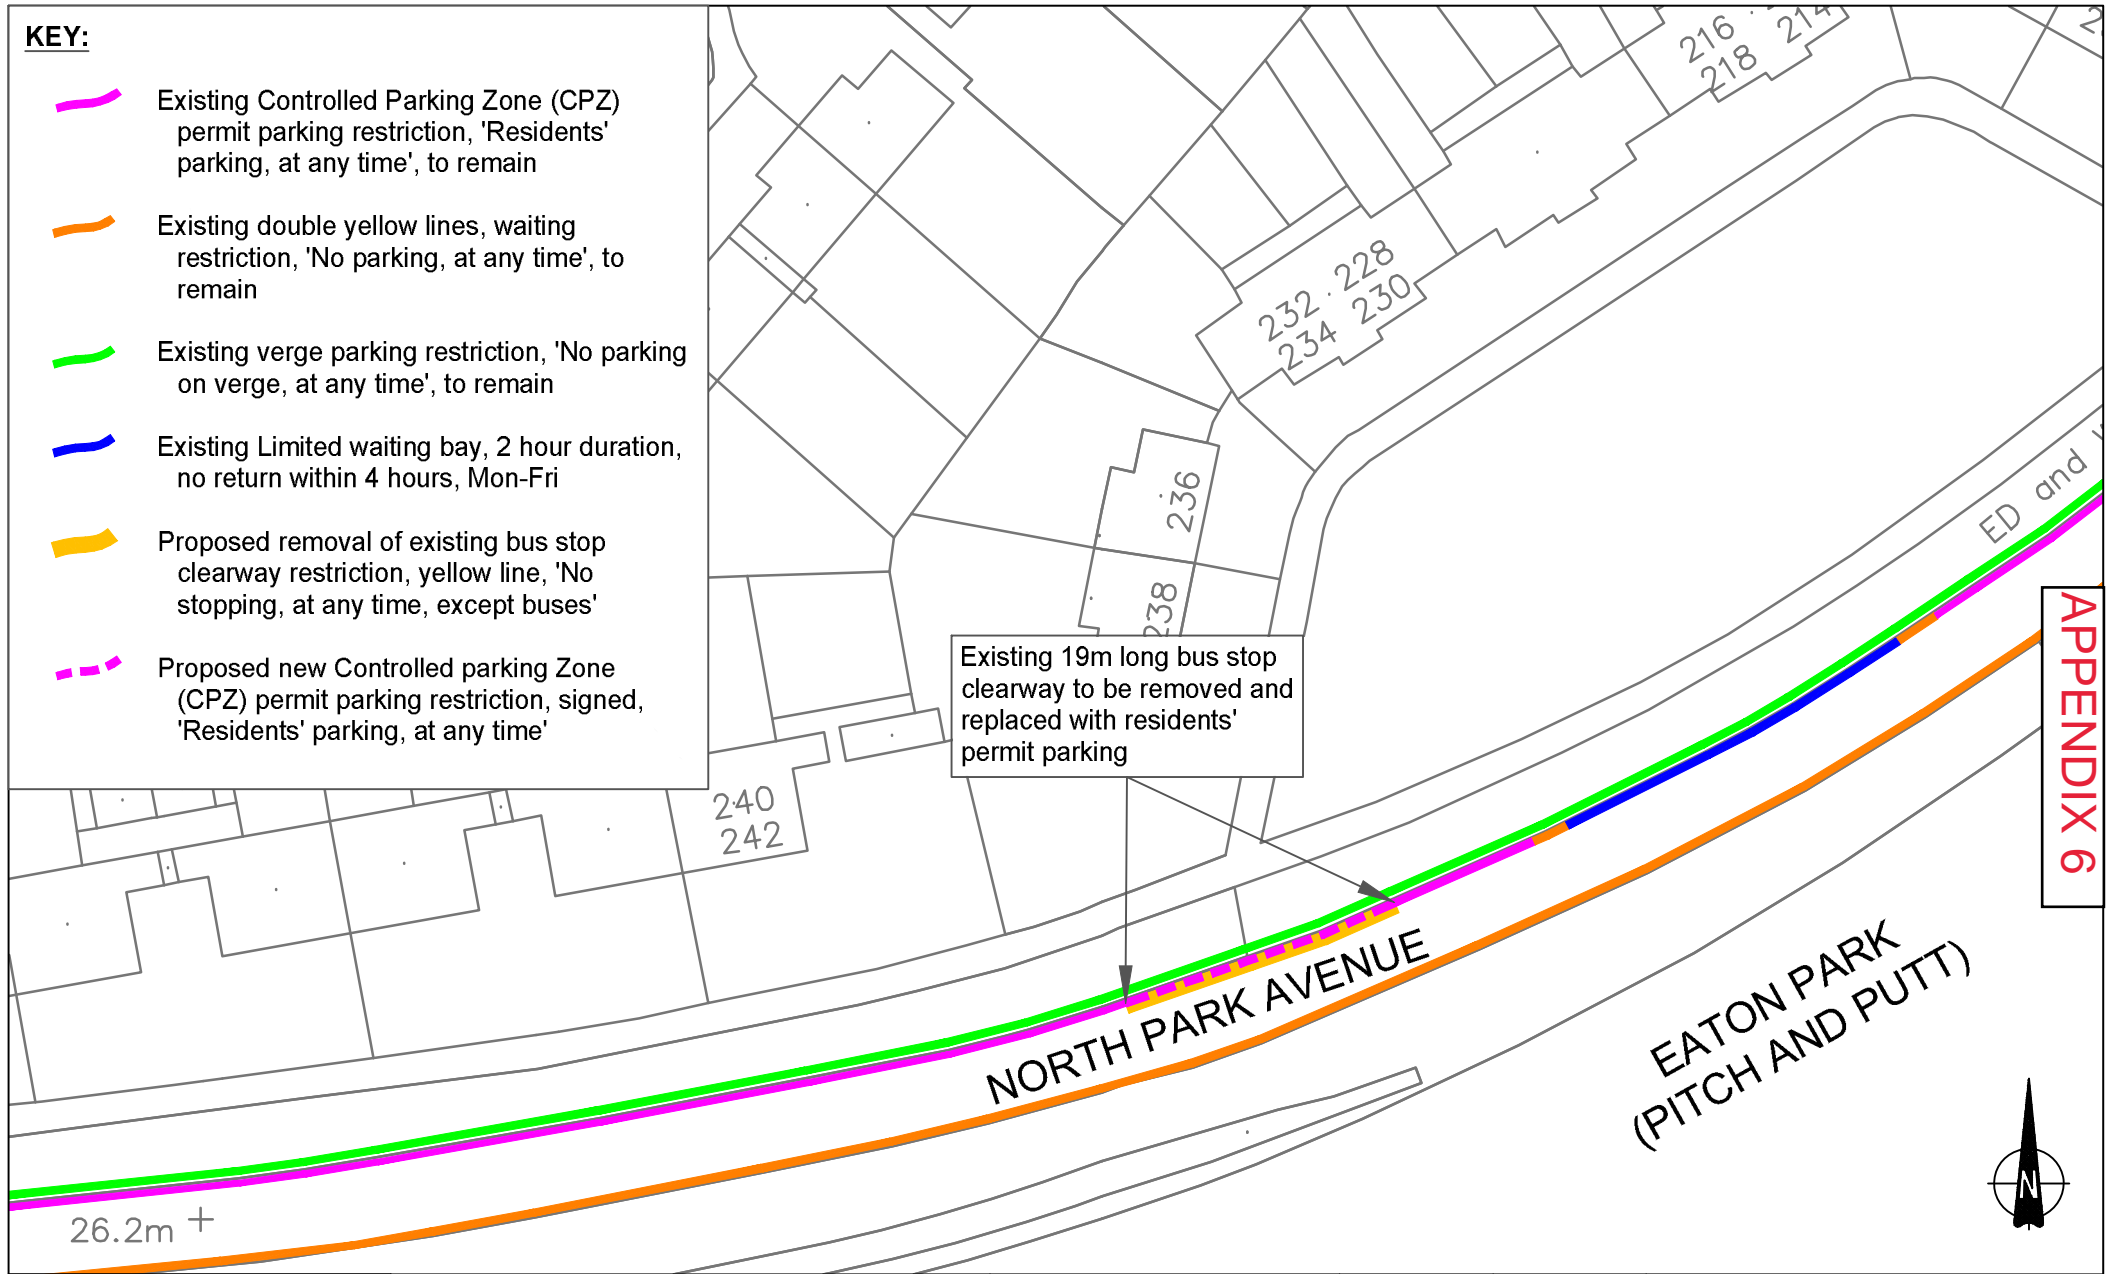 KEY:
Existing Controlled Parking Zone (CPZ)
permit parking restriction, 'Residents'
parking, at any time', to remain
Existing double yellow lines, waiting
restriction, 'No parking, at any time', to
remain
Existing verge parking restriction, 'No parking
on verge, at any time', to remain
Existing Limited waiting bay, 2 hour duration,
no return within 4 hours, Mon-Fri
Proposed removal of existing bus stop
clearway restriction, yellow line, 'No
stopping, at any time, except buses'
Proposed new Controlled parking Zone
(CPZ) permit parking restriction, signed,
'Residents' parking, at any time'
216 214
218
232 228
234 230
236
238
Existing 19m long bus stop
clearway to be removed and
replaced with residents'
permit parking
240
242
ED and
APPENDIX 6
NORTH PARK AVENUE
EATON PARK
(PITCH AND PUTT)
26.2m +
N